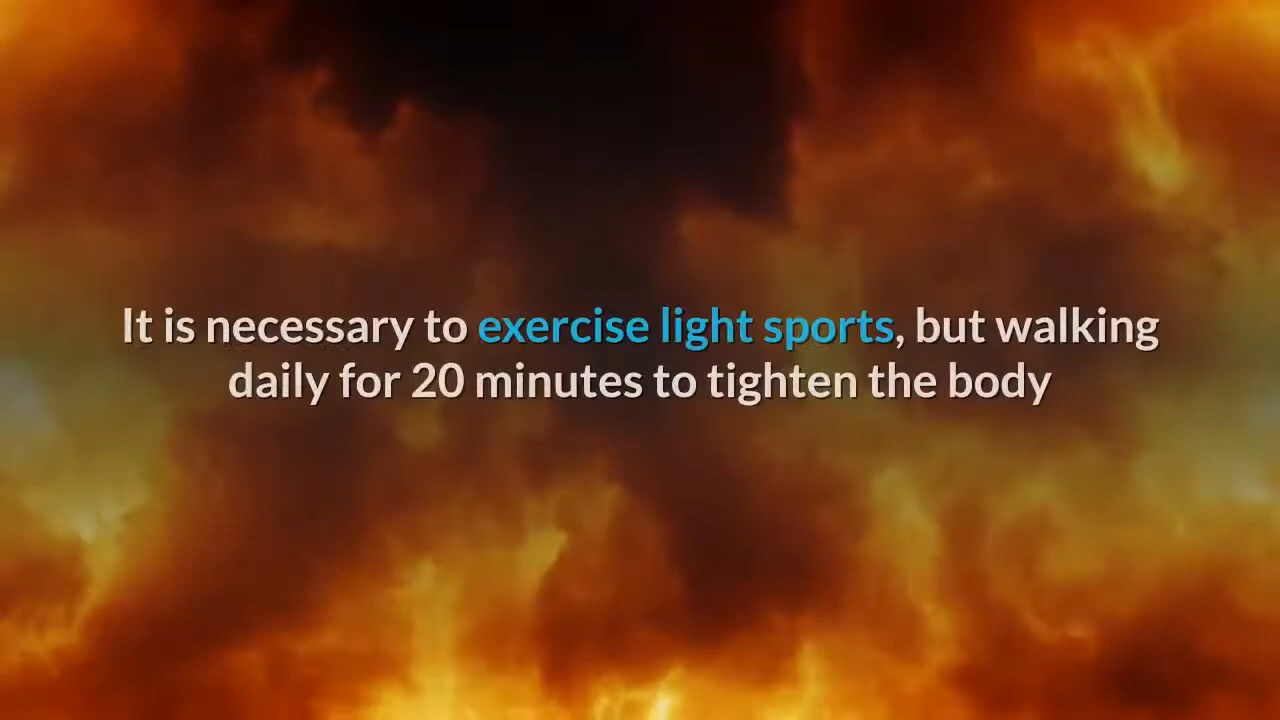 It is necessary to exercise light sports, but walking
daily for 20 minutes to tighten the body